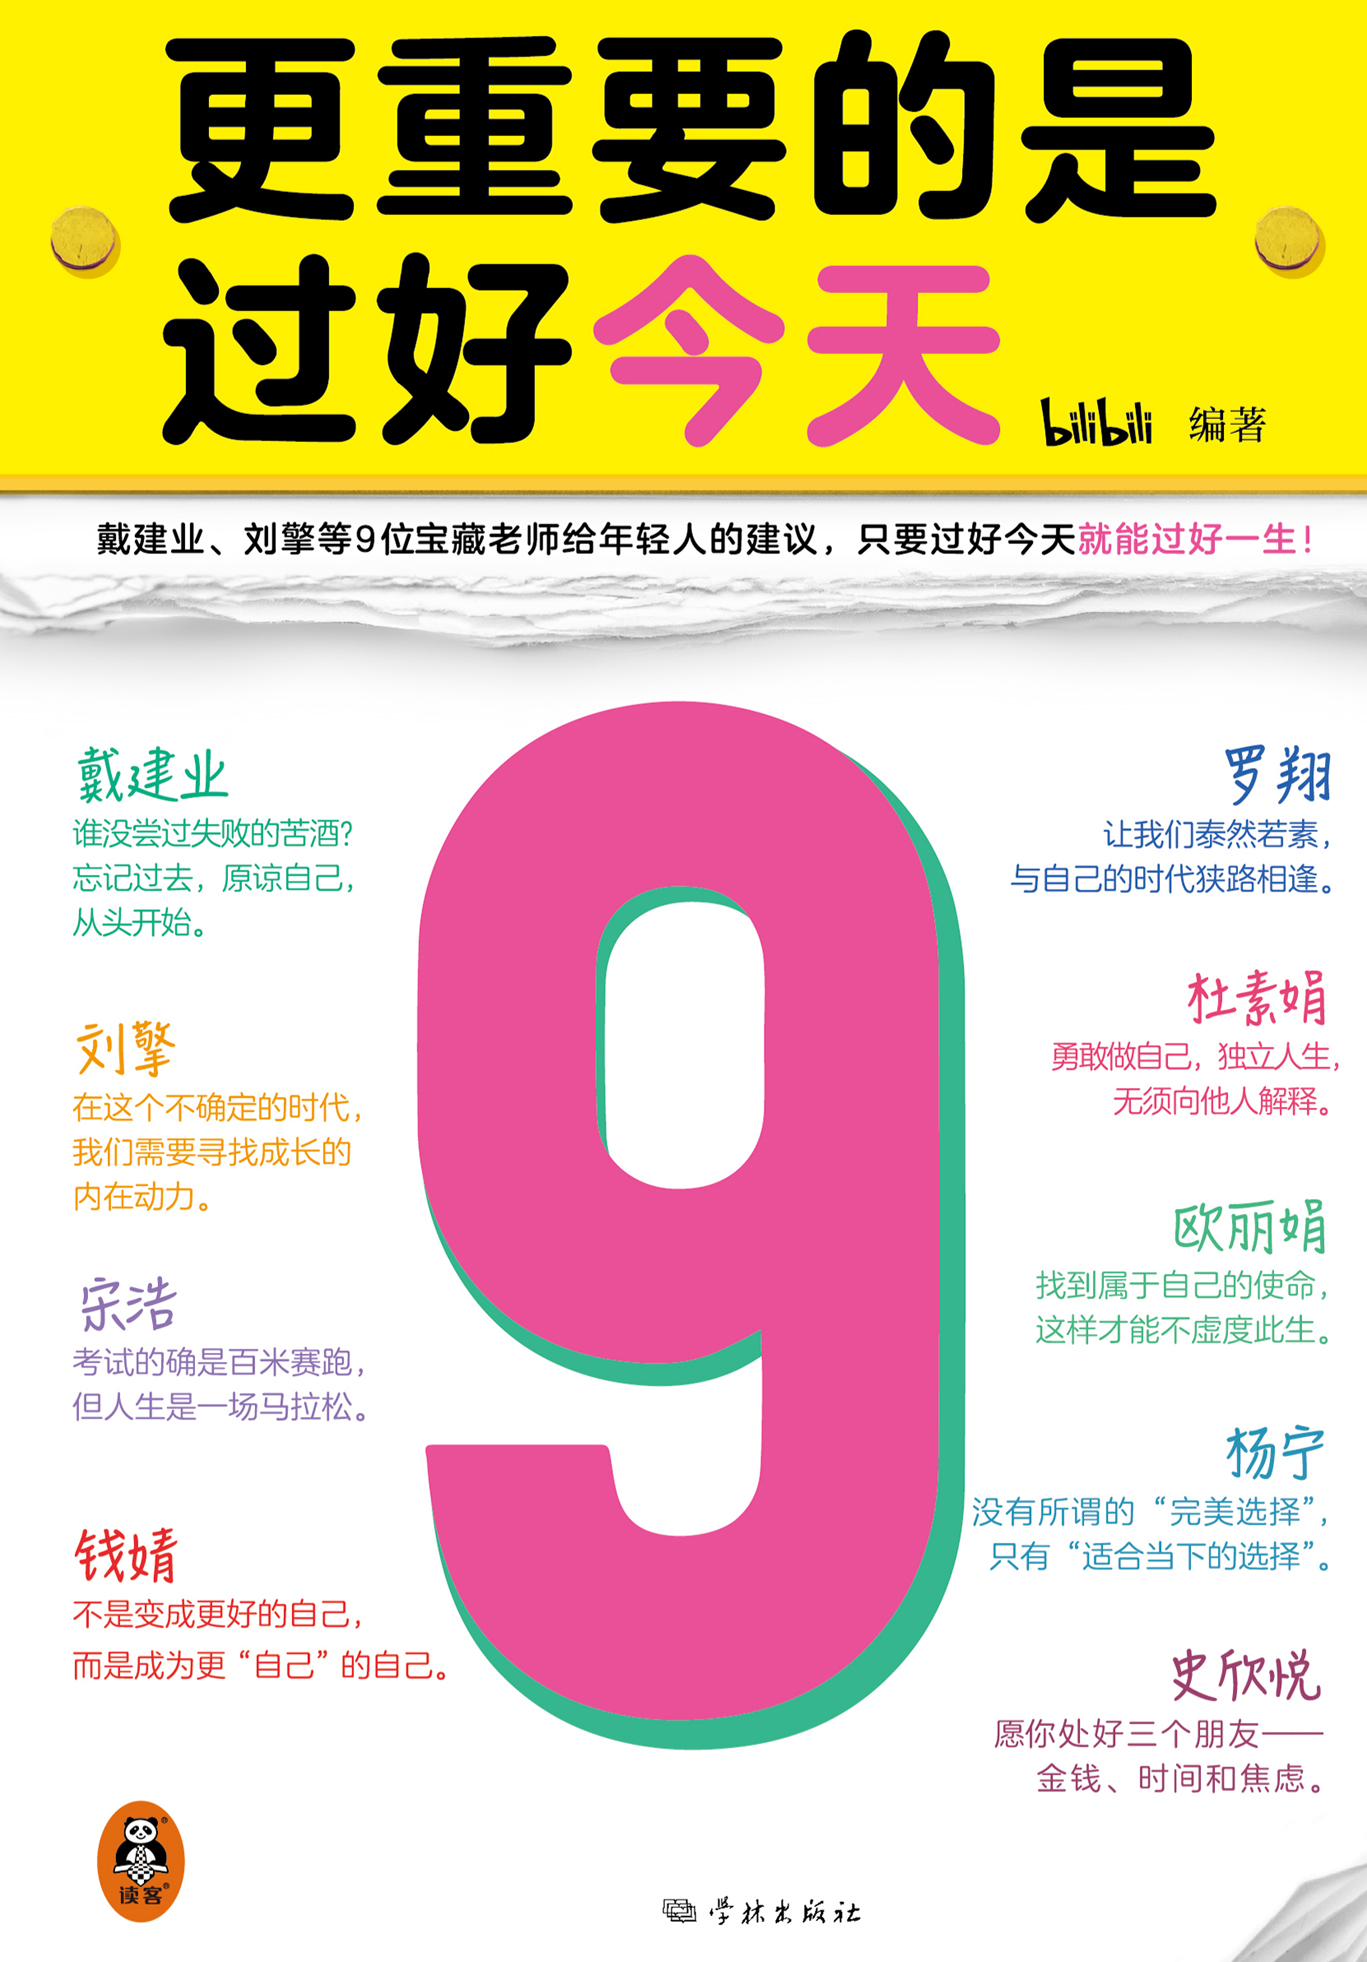 更重要的是
过好今天
bilibili 编著
戴建业、刘擎等9位宝藏老师给年轻人的建议，只要过好今天就能过好一生！
9
戴建业
谁没尝过失败的苦酒？
忘记过去，原谅自己，
从头开始。
刘擎
在这个不确定的时代，
我们需要寻找成长的
内在动力。
宋浩
考试的确是百米赛跑，
但人生是一场马拉松。
钱婧
不是变成更好的自己，
而是成为更“自己”的自己。
罗翔
让我们泰然若素，
与自己的时代狭路相逢。
杜素娟
勇敢做自己，独立人生，
无须向他人解释。
欧丽娟
找到属于自己的使命，
这样才能不虚度此生。
杨宁
没有所谓的“完美选择”，
只有“适合当下的选择”。
史欣悦
愿你处好三个朋友——
金钱、时间和焦虑。
读客®
学林出版社